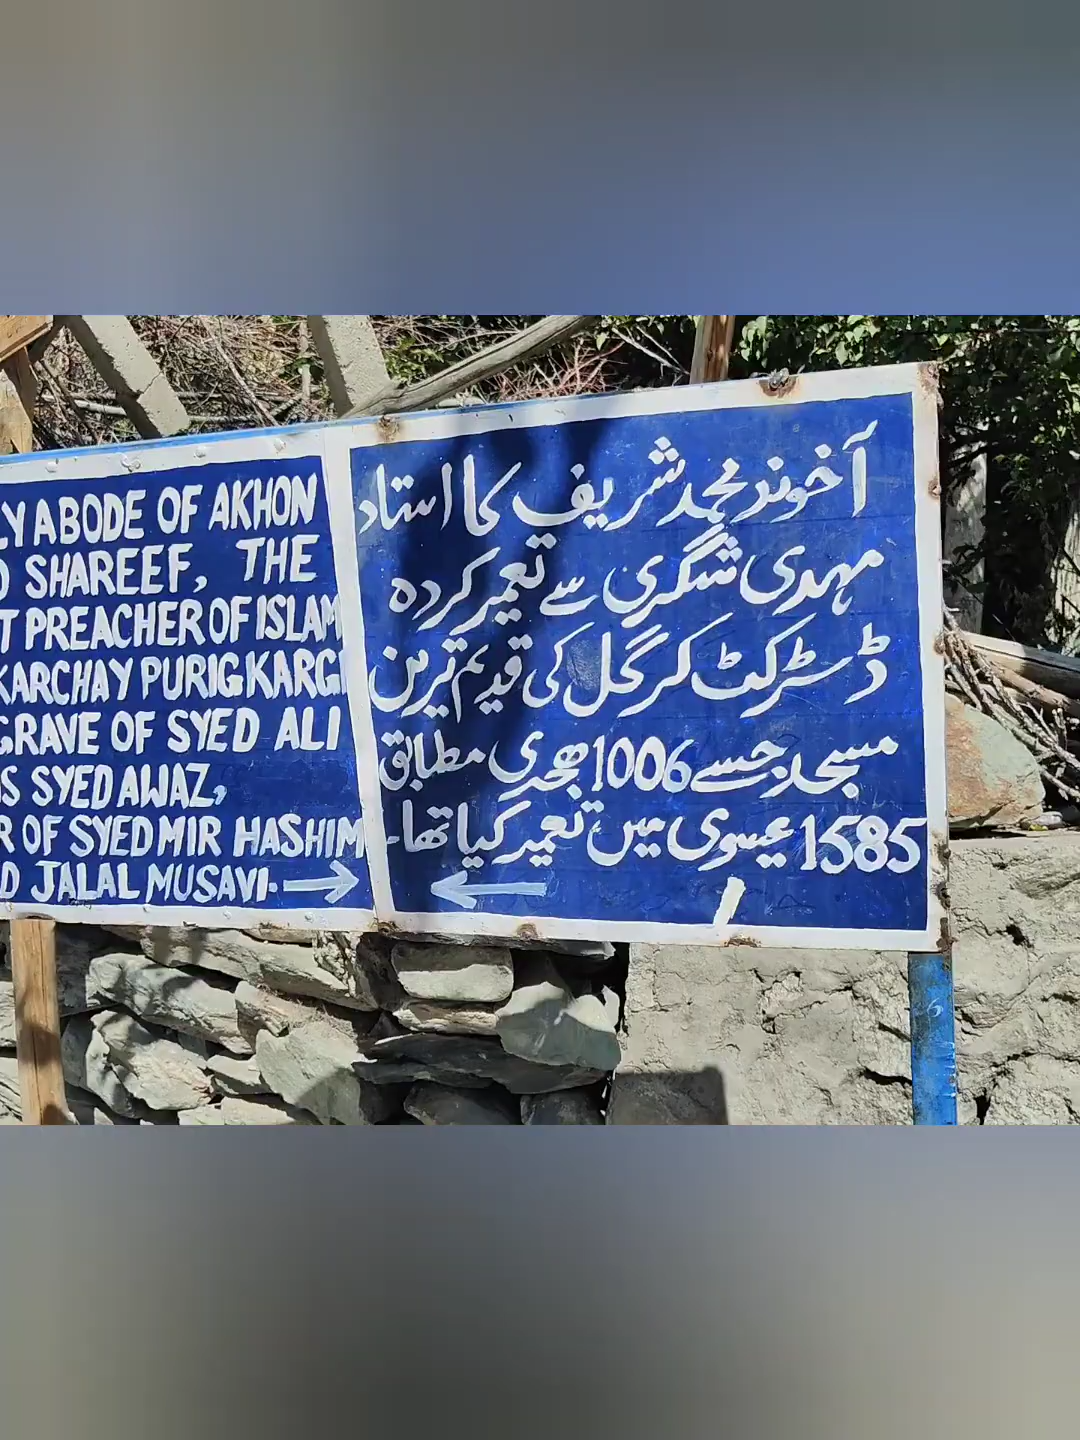 LY ABODE OF AKHON
SHAREEF, THE
T PREACHER OF ISLAM
KARCHAY PURIG KARGI
GRAVE OF SYED ALI
S SYED AWAZ,
R OF SYED MIR HASHIM
D JALAL MUSAVI.
آخوند محمد شریف کا استاد
مہدی شگری سے تعمیر کردہ
ڈسٹرکٹ کرگل کی قدیم ترین
مسجد جسے 1006 ھجری مطابق
1585 عیسوی میں تعمیر کیا تھا۔